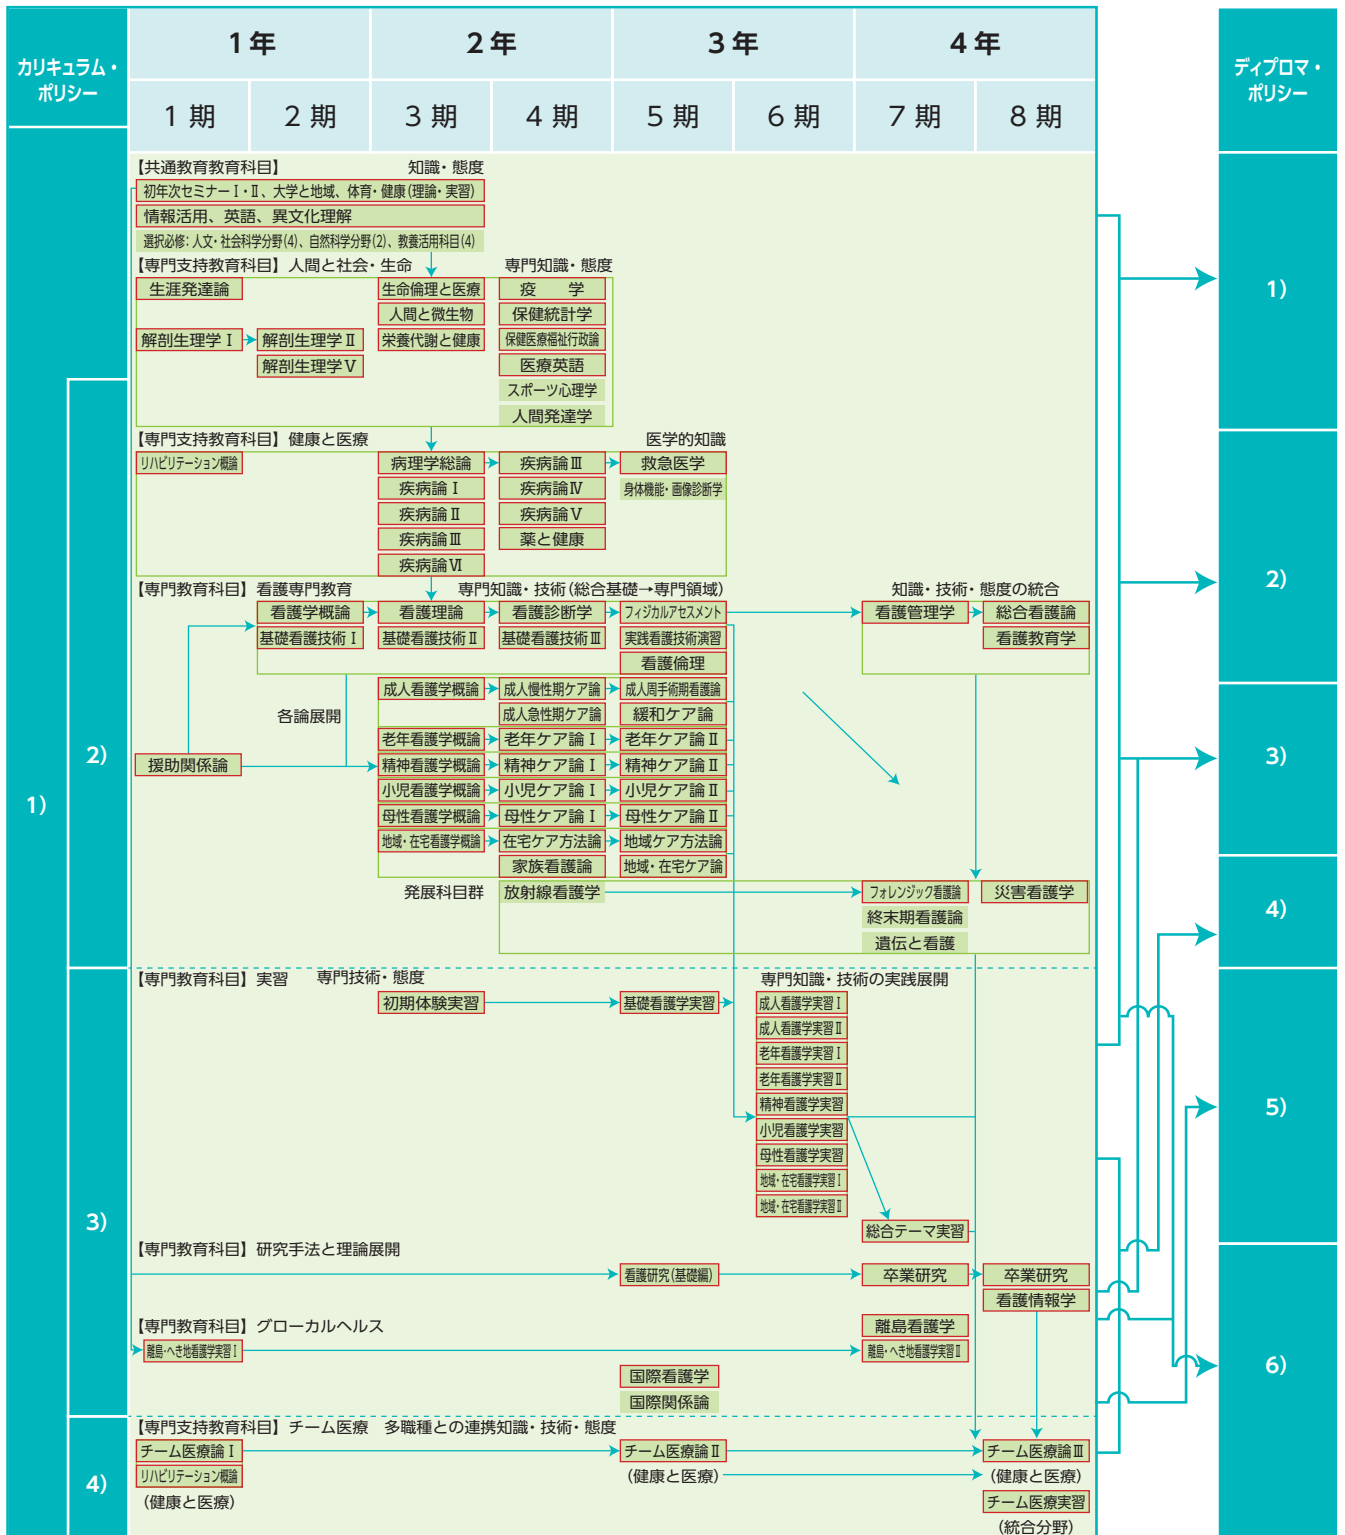 カリキュラム・
ポリシー
1年
2年
3年
4年
ディプロマ・
ポリシー
1期
2期
3期
4期
5期
6期
7期
8期
【共通教育教育科目】
知識・態度
初年次セミナーⅠ・Ⅱ、大学と地域、体育・健康(理論・実習)
情報活用、英語、異文化理解
選択必修:人文・社会科学分野(4)、自然科学分野(2)、教養活用科目(4)
【専門支持教育科目】人間と社会・生命
専門知識・態度
生涯発達論
生命倫理と医療
疫 学
人間と微生物
保健統計学
解剖生理学Ⅰ
解剖生理学Ⅱ
栄養代謝と健康
保健医療福祉行政論
解剖生理学Ⅴ
医療英語
スポーツ心理学
人間発達学
【専門支持教育科目】健康と医療
医学的知識
リハビリテーション概論
病理学総論
疾病論Ⅲ
救急医学
疾病論Ⅰ
疾病論Ⅳ
身体機能・画像診断学
疾病論Ⅱ
疾病論Ⅴ
疾病論Ⅲ
薬と健康
疾病論Ⅵ
【専門教育科目】看護専門教育
専門知識・技術(総合基礎→専門領域)
知識・技術・態度の統合
看護学概論
看護理論
看護診断学
フィジカルアセスメント
看護管理学
総合看護論
基礎看護技術Ⅰ
基礎看護技術Ⅱ
基礎看護技術Ⅲ
実践看護技術演習
看護教育学
看護倫理
成人看護学概論
成人慢性期ケア論
成人周手術期看護論
各論展開
成人急性期ケア論
緩和ケア論
老年看護学概論
老年ケア論Ⅰ
老年ケア論Ⅱ
援助関係論
精神看護学概論
精神ケア論Ⅰ
精神ケア論Ⅱ
小児看護学概論
小児ケア論Ⅰ
小児ケア論Ⅱ
母性看護学概論
母性ケア論Ⅰ
母性ケア論Ⅱ
地域・在宅看護学概論
在宅ケア方法論
地域ケア方法論
家族看護論
地域・在宅ケア論
発展科目群
放射線看護学
フォレンジック看護論
災害看護学
終末期看護論
遺伝と看護
【専門教育科目】実習
専門技術・態度
専門知識・技術の実践展開
初期体験実習
基礎看護学実習
成人看護学実習Ⅰ
成人看護学実習Ⅱ
老年看護学実習Ⅰ
老年看護学実習Ⅱ
精神看護学実習
小児看護学実習
母性看護学実習
地域・在宅看護学実習Ⅰ
地域・在宅看護学実習Ⅱ
総合テーマ実習
【専門教育科目】研究手法と理論展開
看護研究(基礎編)
卒業研究
卒業研究
看護情報学
【専門教育科目】グローカルヘルス
離島看護学
離島・へき地看護学実習Ⅰ
離島・へき地看護学実習Ⅱ
国際看護学
国際関係論
【専門支持教育科目】チーム医療 多職種との連携知識・技術・態度
チーム医療論Ⅰ
チーム医療論Ⅱ
チーム医療論Ⅲ
リハビリテーション概論
(健康と医療)
(健康と医療)
(健康と医療)
チーム医療実習
(統合分野)
1)
2)
3)
4)
1)
2)
3)
4)
5)
6)